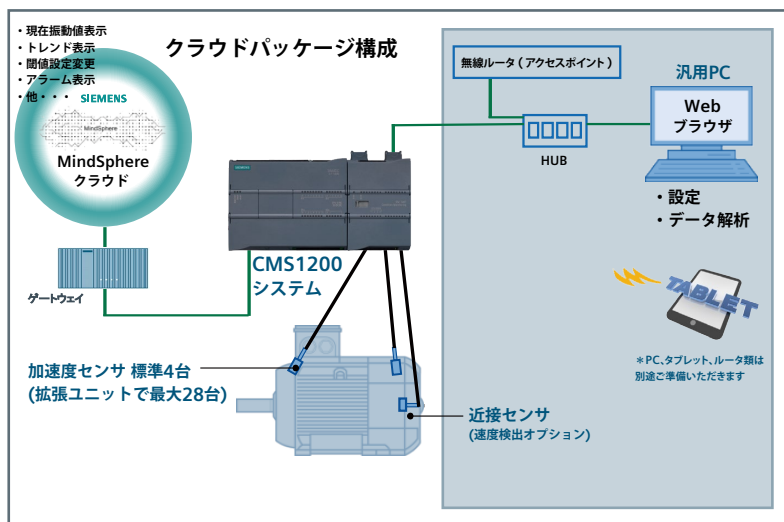 ・現在振動値表示
・トレンド表示
・閾値設定変更
・アラーム表示
・他・・・
クラウドパッケージ構成
SIEMENS
MindSphere
MindSphere
クラウド
ゲートウェイ
SIEMENS
CMS1200
システム
加速度センサ 標準4台
(拡張ユニットで最大28台)
近接センサ
(速度検出オプション)
無線ルータ ( アクセスポイント )
HUB
汎用PC
Web
ブラウザ
・設定
・データ解析
TABLET
＊PC、タブレット、ルータ類は
別途ご準備いただきます